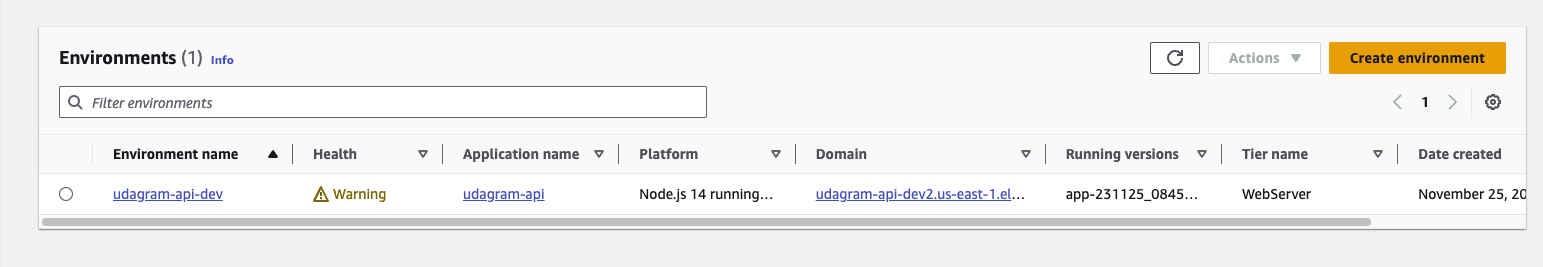 Environments (1) Info
Actions
Create environment
Filter environments
1
Environment name Health Application name Platform Domain Running versions Tier name Date created
udagram-api-dev Warning udagram-api Node.js 14 running... udagram-api-dev2.us-east-1.el... app-231125_0845... WebServer November 25, 20